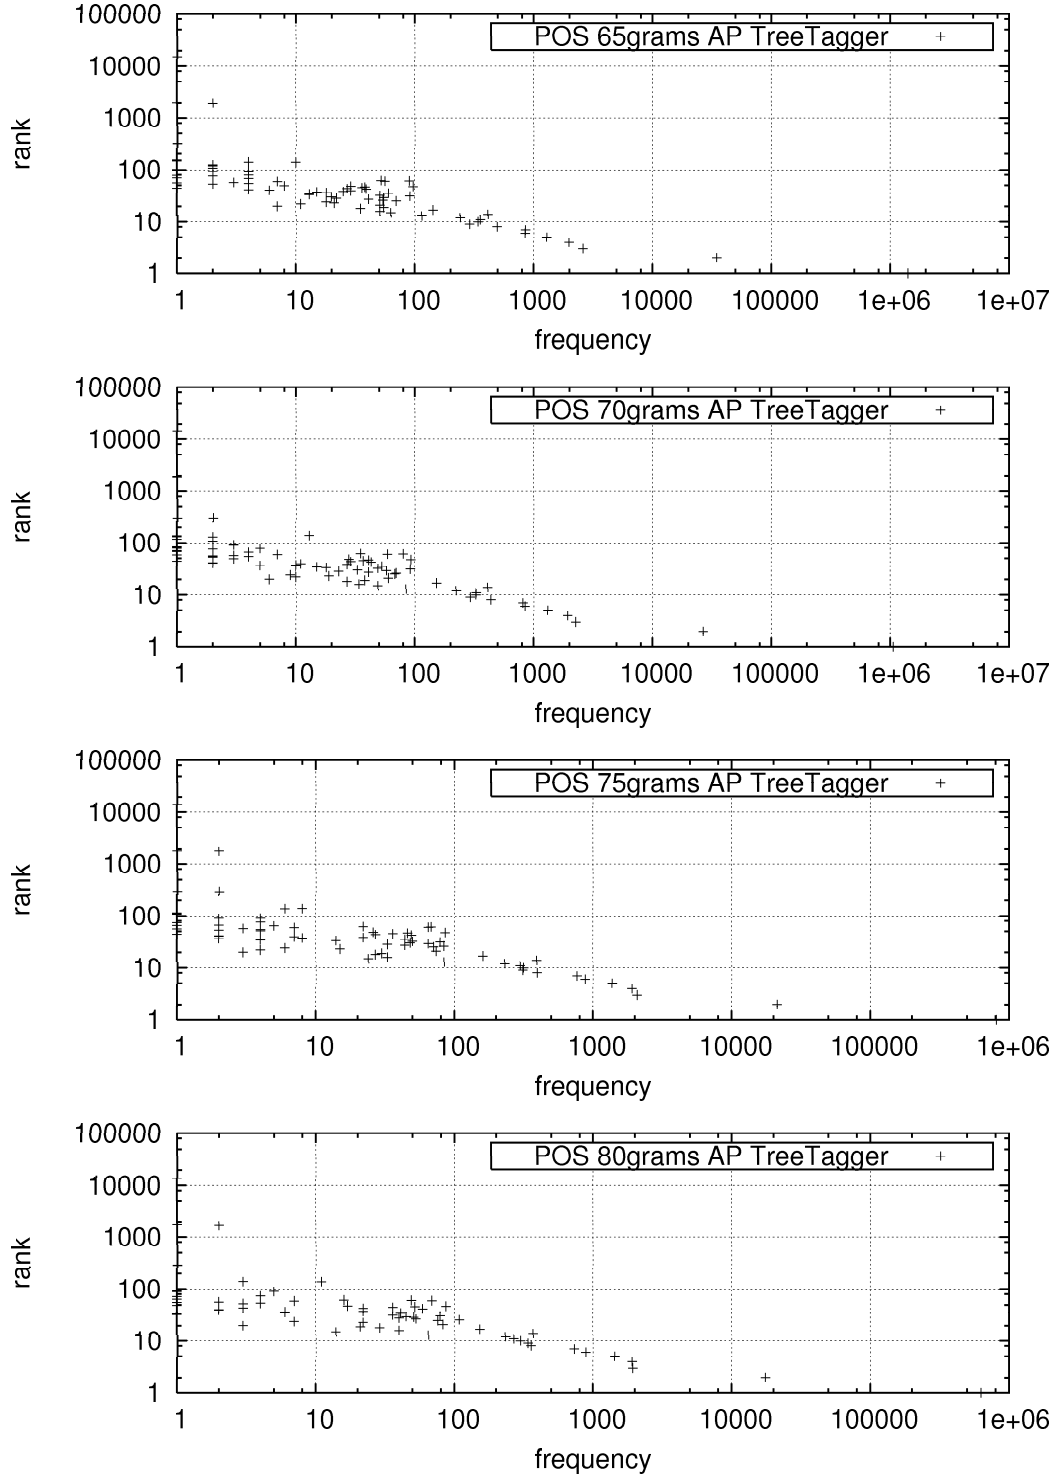 100000
POS 65grams AP TreeTagger
10000
1000
rank
100
10
1
1 10 100 1000 10000 100000 1e+06 1e+07
frequency
100000
POS 70grams AP TreeTagger
10000
1000
rank
100
10
1
1 10 100 1000 10000 100000 1e+06 1e+07
frequency
100000
POS 75grams AP TreeTagger
10000
1000
rank
100
10
1
1 10 100 1000 10000 100000 1e+06
frequency
100000
POS 80grams AP TreeTagger
10000
1000
rank
100
10
1
1 10 100 1000 10000 100000 1e+06
frequency